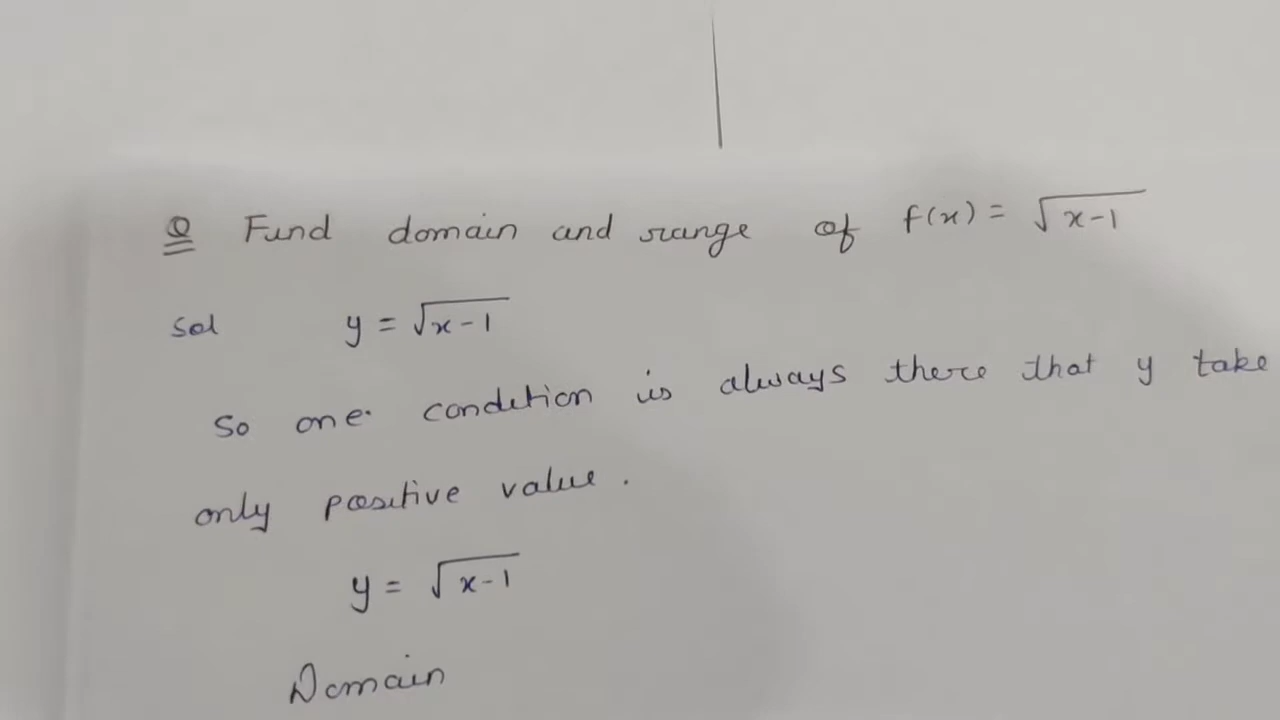 Q Find domain and range of f(x) = √x-1
sol y = √x-1
So one condition is always there that y take
only positive value.
y = √x-1
Domain